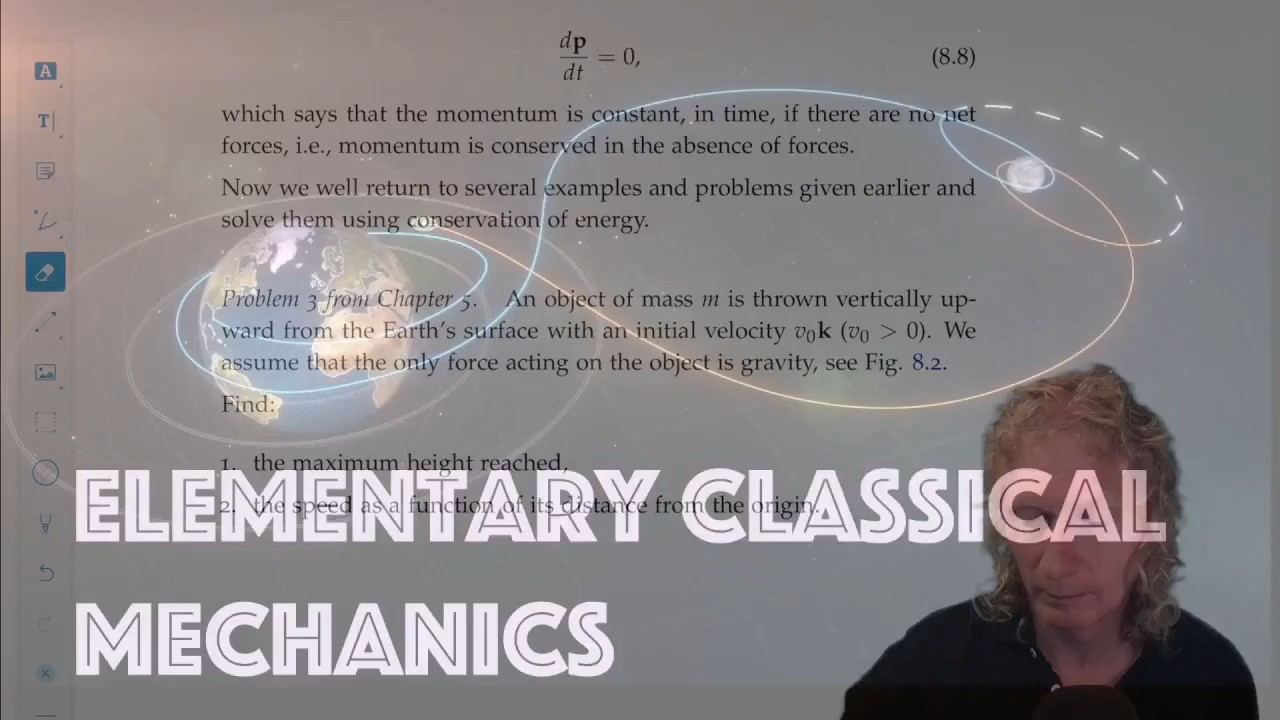 dp
dt = 0, (8.8)
which says that the momentum is constant, in time, if there are no net
forces, i.e., momentum is conserved in the absence of forces.
Now we well return to several examples and problems given earlier and
solve them using conservation of energy.
Problem 3 from Chapter 5. An object of mass m is thrown vertically up-
ward from the Earth's surface with an initial velocity v₀k (v₀ > 0). We
assume that the only force acting on the object is gravity, see Fig. 8.2.
Find:
1. the maximum height reached,
2. the speed as a function of its distance from the origin.
ELEMENTARY CLASSICAL
MECHANICS